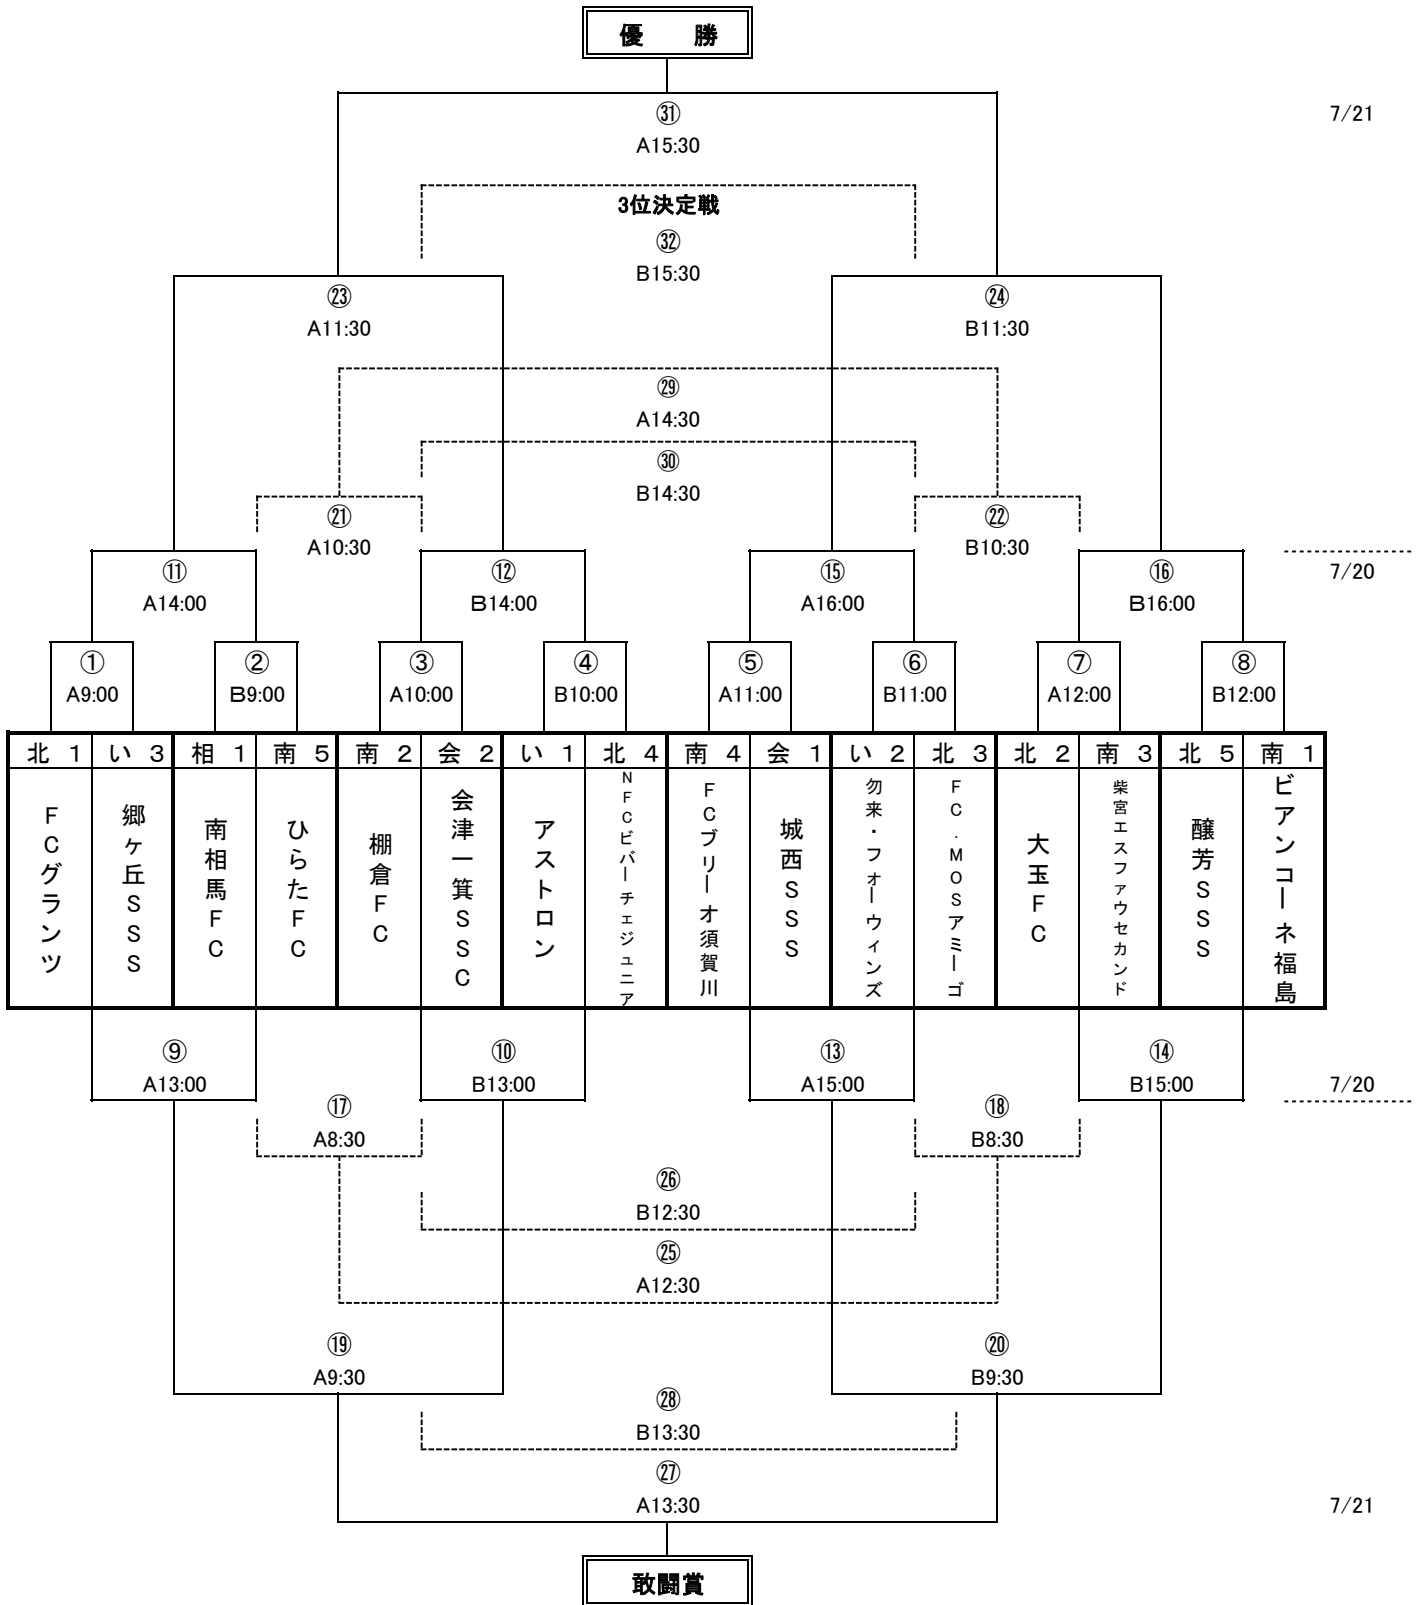 優　　勝
㉛
7/21
A15:30
3位決定戦
㉜
B15:30
㉓
㉔
A11:30
B11:30
㉙
A14:30
㉚
B14:30
㉑
㉒
A10:30
B10:30
⑪
⑫
⑮
⑯
7/20
A14:00
B14:00
A16:00
B16:00
①
②
③
④
⑤
⑥
⑦
⑧
A9:00
B9:00
A10:00
B10:00
A11:00
B11:00
A12:00
B12:00
北 1
い 3
相 1
南 5
南 2
会 2
い 1
北 4
南 4
会 1
い 2
北 3
北 2
南 3
北 5
南 1
FCグランツ
郷ヶ丘SSS
南相馬FC
ひらたFC
棚倉FC
会津一箕SSC
アストロン
NFCビバーチェジュニア
FCブリーオ須賀川
城西SSS
勿来・フォーウィンズ
FC.MOSアミーゴ
大玉FC
柴宮エスファウセカンド
醸芳SSS
ビアンコーネ福島
⑨
⑩
⑬
⑭
A13:00
B13:00
A15:00
B15:00
7/20
⑰
⑱
A8:30
B8:30
㉖
B12:30
㉕
A12:30
⑲
⑳
A9:30
B9:30
㉘
B13:30
㉗
A13:30
7/21
敢闘賞